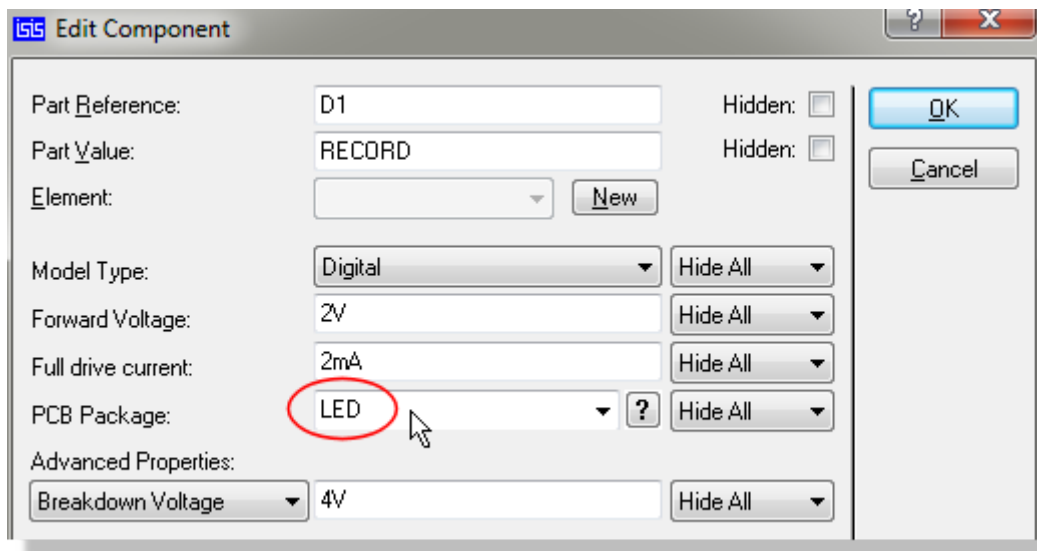 isis Edit Component ? X
Part Reference: D1 Hidden: OK
Part Value: RECORD Hidden: Cancel
Element: New
Model Type: Digital Hide All
Forward Voltage: 2V Hide All
Full drive current: 2mA Hide All
PCB Package: LED ? Hide All
Advanced Properties:
Breakdown Voltage 4V Hide All